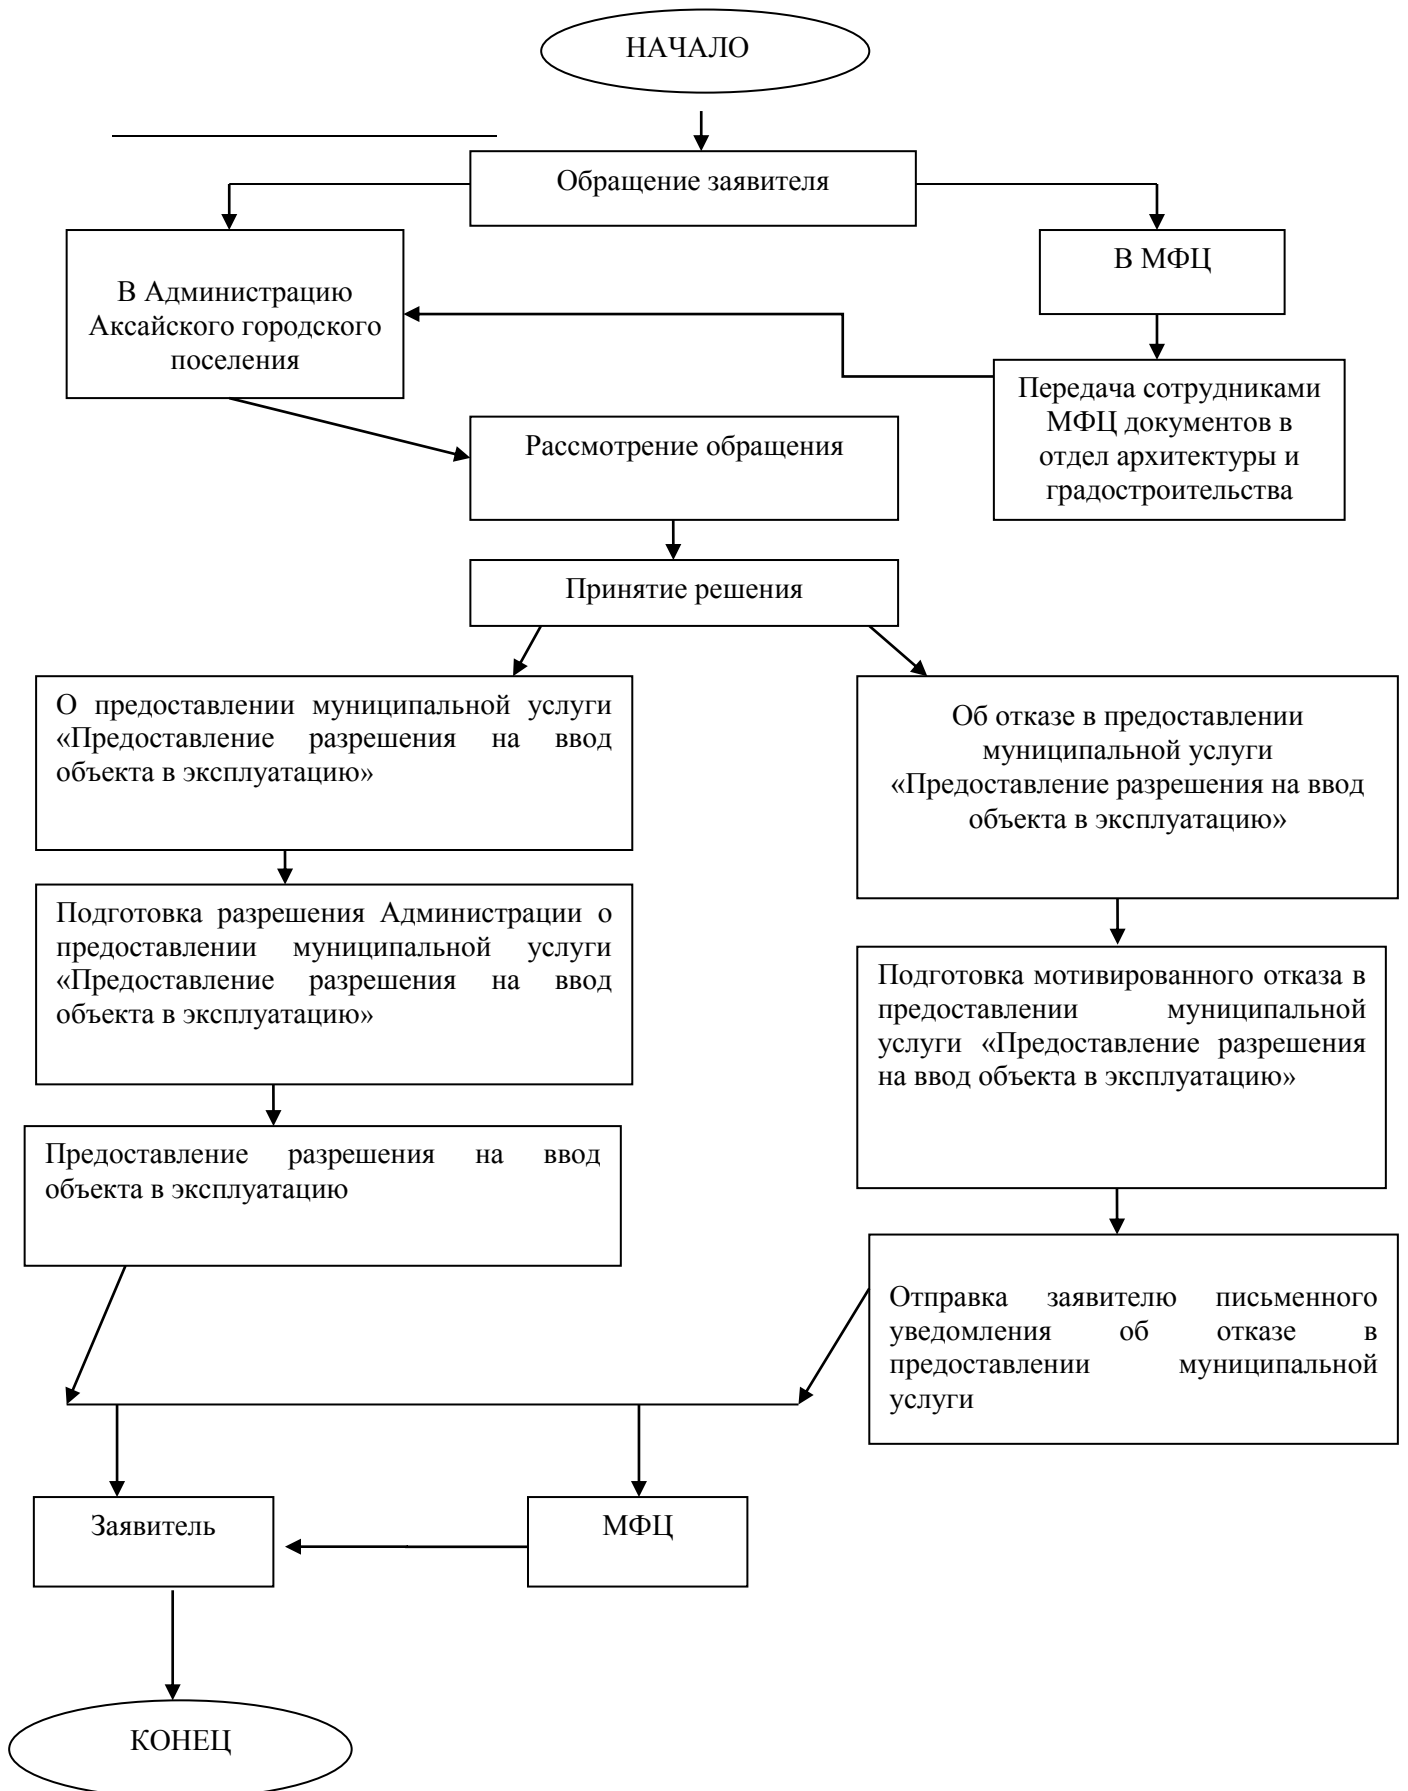 НАЧАЛО
Обращение заявителя
В Администрацию
Аксайского городского
поселения
В МФЦ
Передача сотрудниками
МФЦ документов в
отдел архитектуры и
градостроительства
Рассмотрение обращения
Принятие решения
О предоставлении муниципальной услуги
«Предоставление разрешения на ввод
объекта в эксплуатацию»
Об отказе в предоставлении
муниципальной услуги
«Предоставление разрешения на ввод
объекта в эксплуатацию»
Подготовка разрешения Администрации о
предоставлении муниципальной услуги
«Предоставление разрешения на ввод
объекта в эксплуатацию»
Подготовка мотивированного отказа в
предоставлении муниципальной
услуги «Предоставление разрешения
на ввод объекта в эксплуатацию»
Предоставление разрешения на ввод
объекта в эксплуатацию
Отправка заявителю письменного
уведомления об отказе в
предоставлении муниципальной
услуги
Заявитель
МФЦ
КОНЕЦ